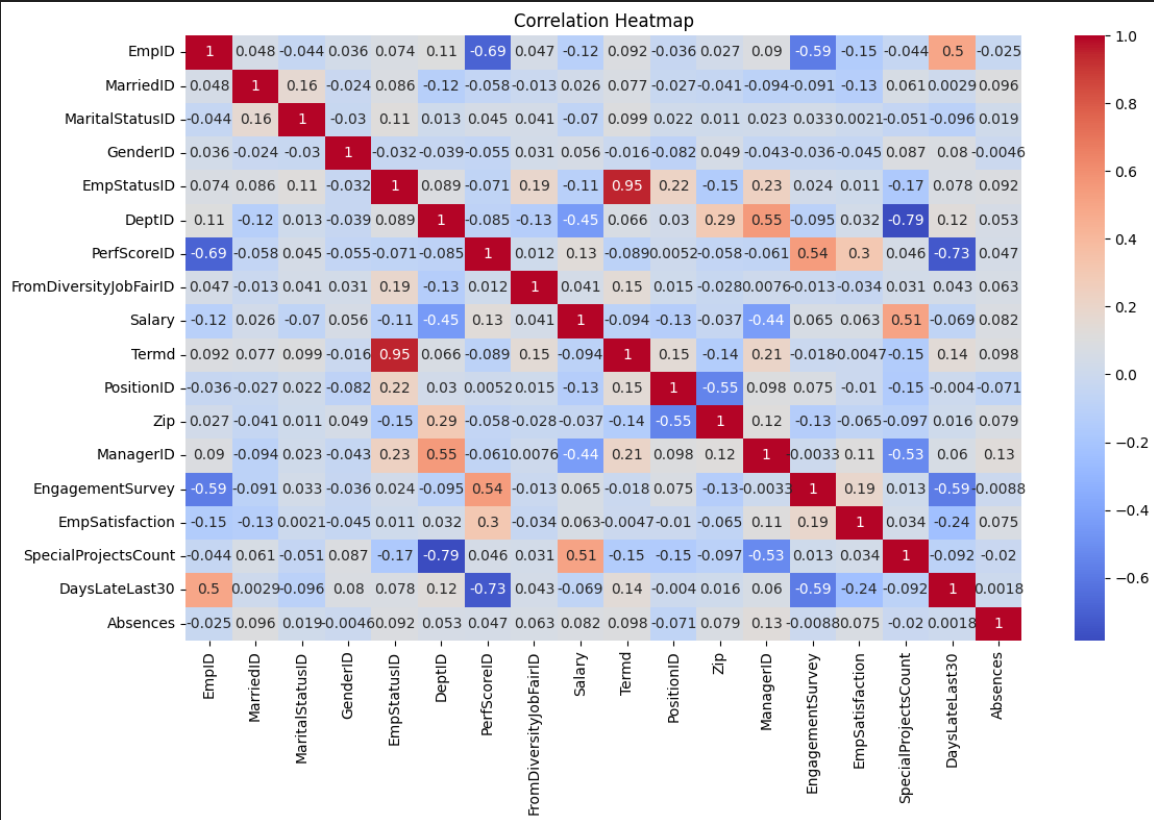 Correlation Heatmap
EmpID 1 0.048 -0.044 0.036 0.074 0.11 -0.69 0.047 -0.12 0.092 -0.036 0.027 0.09 -0.59 -0.15 -0.044 0.5 -0.025
MarriedID 0.048 1 0.16 -0.024 0.086 -0.12 -0.058 -0.013 0.026 0.077 -0.027 -0.041 -0.094 -0.091 -0.13 0.061 0.0029 0.096
MaritalStatusID -0.044 0.16 1 -0.03 0.11 0.013 0.045 0.041 -0.07 0.099 0.022 0.011 0.023 0.033 0.0021 -0.051 -0.096 0.019
GenderID 0.036 -0.024 -0.03 1 -0.032 -0.039 -0.055 0.031 0.056 -0.016 -0.082 0.049 -0.043 -0.036 -0.045 0.087 0.08 -0.0046
EmpStatusID 0.074 0.086 0.11 -0.032 1 0.089 -0.071 0.19 -0.11 0.95 0.22 -0.15 0.23 0.024 0.011 -0.17 0.078 0.092
DeptID 0.11 -0.12 0.013 -0.039 0.089 1 -0.085 -0.13 -0.45 0.066 0.03 0.29 0.55 -0.095 0.032 -0.79 0.12 0.053
PerfScoreID -0.69 -0.058 0.045 -0.055 -0.071 -0.085 1 0.012 0.13 -0.089 0.0052 -0.058 -0.061 0.54 0.3 0.046 -0.73 0.047
FromDiversityJobFairID 0.047 -0.013 0.041 0.031 0.19 -0.13 0.012 1 0.041 0.15 0.015 -0.028 0.0076 -0.013 -0.034 0.031 0.043 0.063
Salary -0.12 0.026 -0.07 0.056 -0.11 -0.45 0.13 0.041 1 -0.094 -0.13 -0.037 -0.44 0.065 0.063 0.51 -0.069 0.082
Termd 0.092 0.077 0.099 -0.016 0.95 0.066 -0.089 0.15 -0.094 1 0.15 -0.14 0.21 -0.018 -0.0047 -0.15 0.14 0.098
PositionID -0.036 -0.027 0.022 -0.082 0.22 0.03 0.0052 0.015 -0.13 0.15 1 -0.55 0.098 0.075 -0.01 -0.15 -0.004 -0.071
Zip 0.027 -0.041 0.011 0.049 -0.15 0.29 -0.058 -0.028 -0.037 -0.14 -0.55 1 0.12 -0.13 -0.065 -0.097 0.016 0.079
ManagerID 0.09 -0.094 0.023 -0.043 0.23 0.55 -0.061 0.0076 -0.44 0.21 0.098 0.12 1 -0.0033 0.11 -0.53 0.06 0.13
EngagementSurvey -0.59 -0.091 0.033 -0.036 0.024 -0.095 0.54 -0.013 0.065 -0.018 0.075 -0.13 -0.0033 1 0.19 0.013 -0.59 -0.0088
EmpSatisfaction -0.15 -0.13 0.0021 -0.045 0.011 0.032 0.3 -0.034 0.063 -0.0047 -0.01 -0.065 0.11 0.19 1 0.034 -0.24 0.075
SpecialProjectsCount -0.044 0.061 -0.051 0.087 -0.17 -0.79 0.046 0.031 0.51 -0.15 -0.15 -0.097 -0.53 0.013 0.034 1 -0.092 -0.02
DaysLateLast30 0.5 0.0029 -0.096 0.08 0.078 0.12 -0.73 0.043 -0.069 0.14 -0.004 0.016 0.06 -0.59 -0.24 -0.092 1 0.0018
Absences -0.025 0.096 0.019 -0.0046 0.092 0.053 0.047 0.063 0.082 0.098 -0.071 0.079 0.13 -0.0088 0.075 -0.02 0.0018 1
EmpID
MarriedID
MaritalStatusID
GenderID
EmpStatusID
DeptID
PerfScoreID
FromDiversityJobFairID
Salary
Termd
PositionID
Zip
ManagerID
EngagementSurvey
EmpSatisfaction
SpecialProjectsCount
DaysLateLast30
Absences
1.0
0.8
0.6
0.4
0.2
0.0
−0.2
−0.4
−0.6